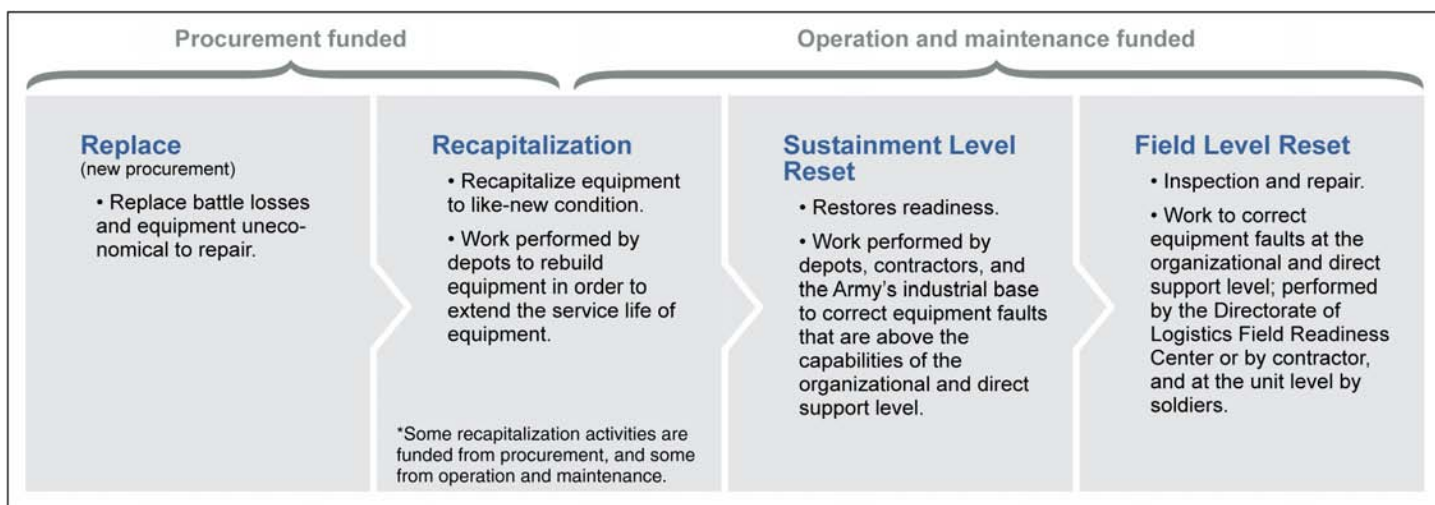 Procurement funded
Operation and maintenance funded
Replace
(new procurement)
• Replace battle losses
and equipment uneco-
nomical to repair.
Recapitalization
• Recapitalize equipment
to like-new condition.
• Work performed by
depots to rebuild
equipment in order to
extend the service life of
equipment.
*Some recapitalization activities are
funded from procurement, and some
from operation and maintenance.
Sustainment Level
Reset
• Restores readiness.
• Work performed by
depots, contractors, and
the Army’s industrial base
to correct equipment faults
that are above the
capabilities of the
organizational and direct
support level.
Field Level Reset
• Inspection and repair.
• Work to correct
equipment faults at the
organizational and direct
support level; performed
by the Directorate of
Logistics Field Readiness
Center or by contractor,
and at the unit level by
soldiers.